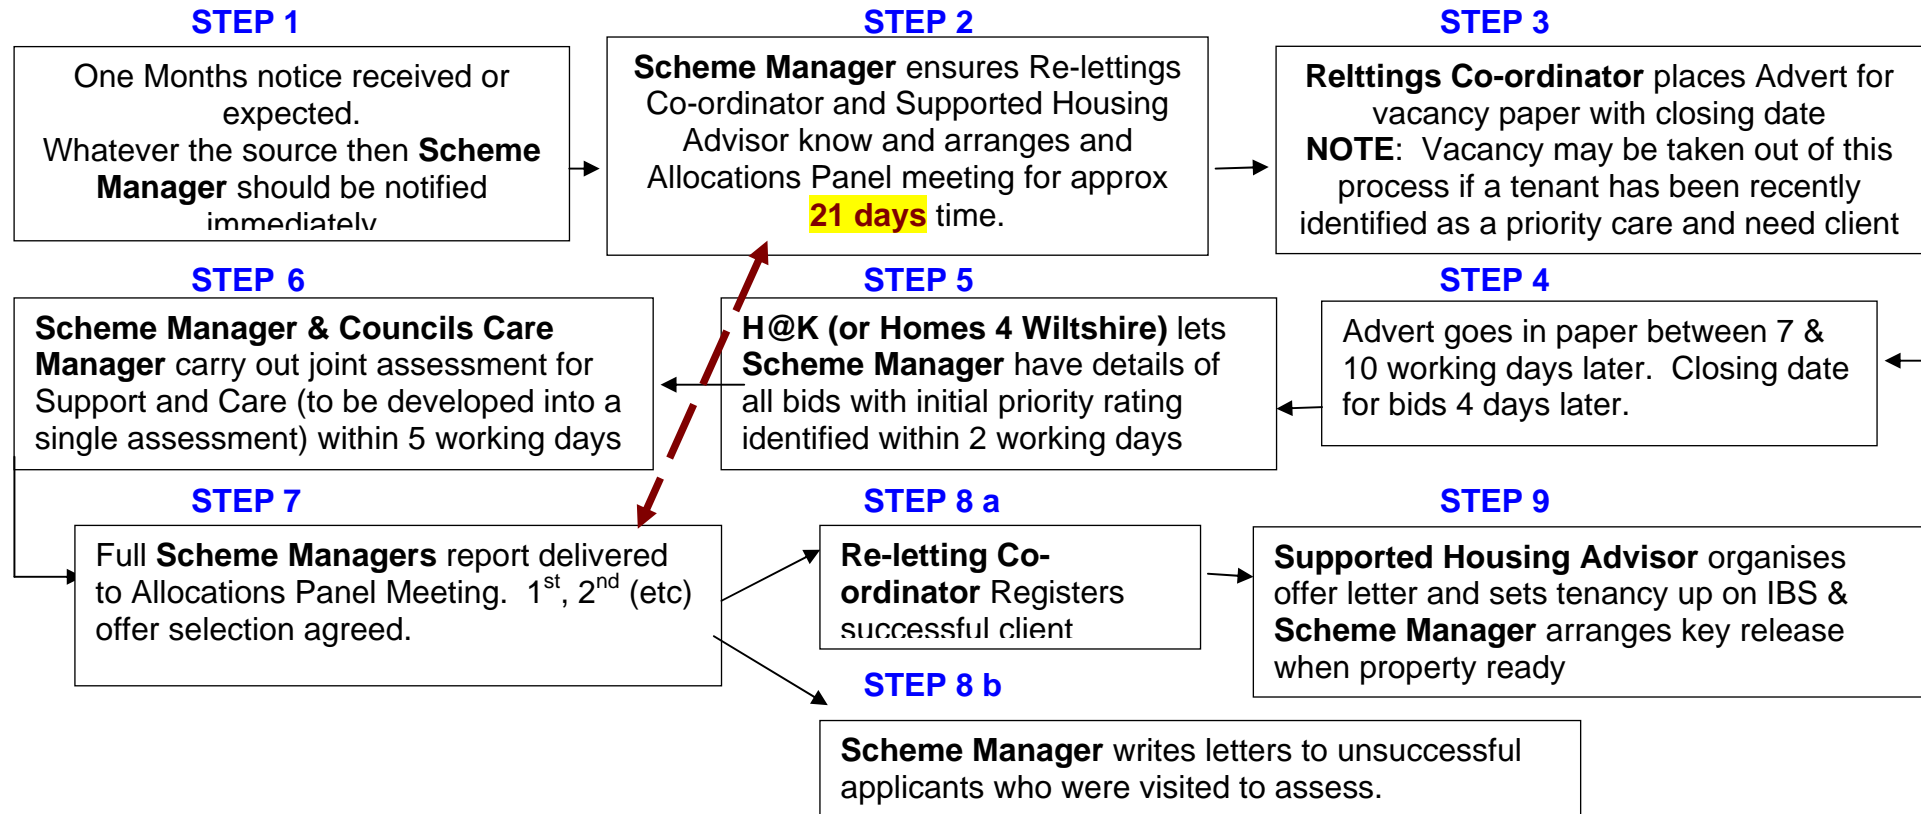 STEP 1
One Months notice received or
expected.
Whatever the source then Scheme
Manager should be notified
immediately
STEP 2
Scheme Manager ensures Re-lettings
Co-ordinator and Supported Housing
Advisor know and arranges and
Allocations Panel meeting for approx
21 days time.
STEP 3
Relttings Co-ordinator places Advert for
vacancy paper with closing date
NOTE: Vacancy may be taken out of this
process if a tenant has been recently
identified as a priority care and need client
STEP 4
Advert goes in paper between 7 &
10 working days later. Closing date
for bids 4 days later.
STEP 5
H@K (or Homes 4 Wiltshire) lets
Scheme Manager have details of
all bids with initial priority rating
identified within 2 working days
STEP 6
Scheme Manager & Councils Care
Manager carry out joint assessment for
Support and Care (to be developed into a
single assessment) within 5 working days
STEP 7
Full Scheme Managers report delivered
to Allocations Panel Meeting. 1st, 2nd (etc)
offer selection agreed.
STEP 8 a
Re-letting Co-
ordinator Registers
successful client
STEP 8 b
Scheme Manager writes letters to unsuccessful
applicants who were visited to assess.
STEP 9
Supported Housing Advisor organises
offer letter and sets tenancy up on IBS &
Scheme Manager arranges key release
when property ready